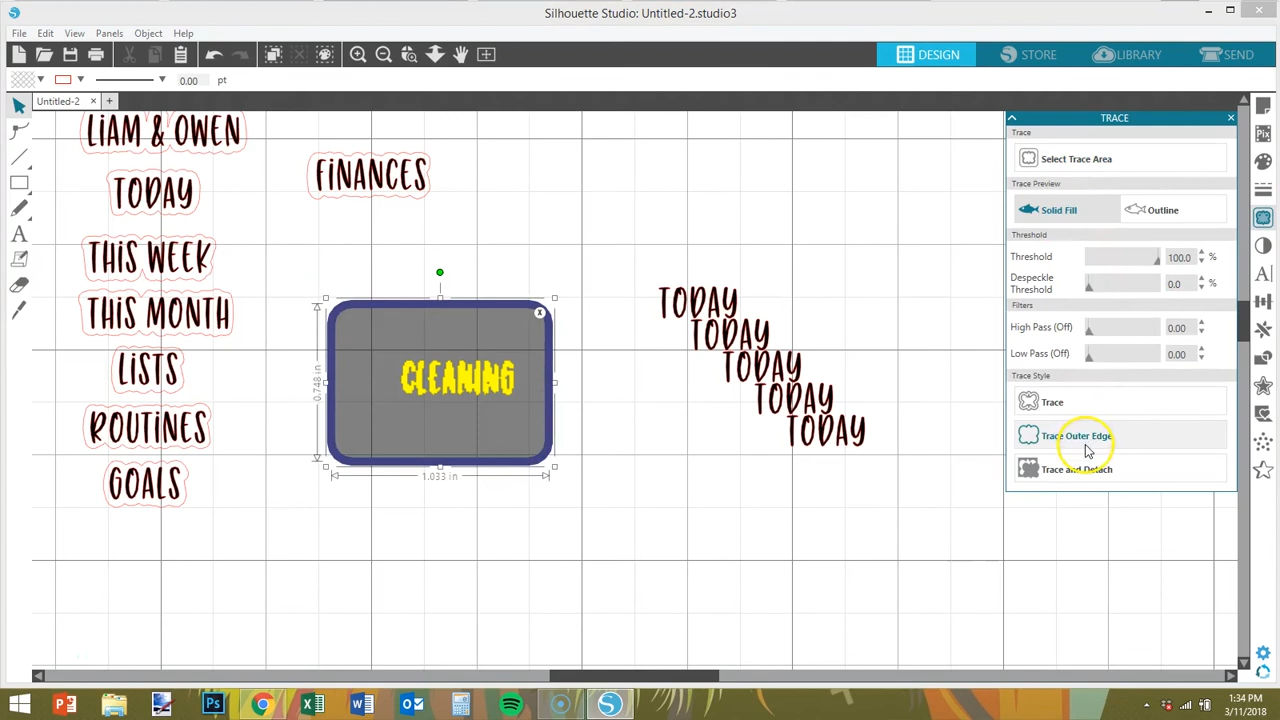 Silhouette Studio: Untitled-2.studio3
File Edit View Panels Object Help
DESIGN STORE LIBRARY SEND
0.00 pt
Untitled-2
LIAM & OWEN
TODAY
THIS WEEK
THIS MONTH
LISTS
ROUTINES
GOALS
FINANCES
CLEANING
0.748 in
1.033 in
TODAY
TODAY
TODAY
TODAY
TODAY
TRACE
Trace
Select Trace Area
Trace Preview
Solid Fill Outline
Threshold
Threshold 100.0 %
Despeckle Threshold 0.0 %
Filters
High Pass (Off) 0.00
Low Pass (Off) 0.00
Trace Style
Trace
Trace Outer Edge
Trace and Detach
1:34 PM
3/11/2018